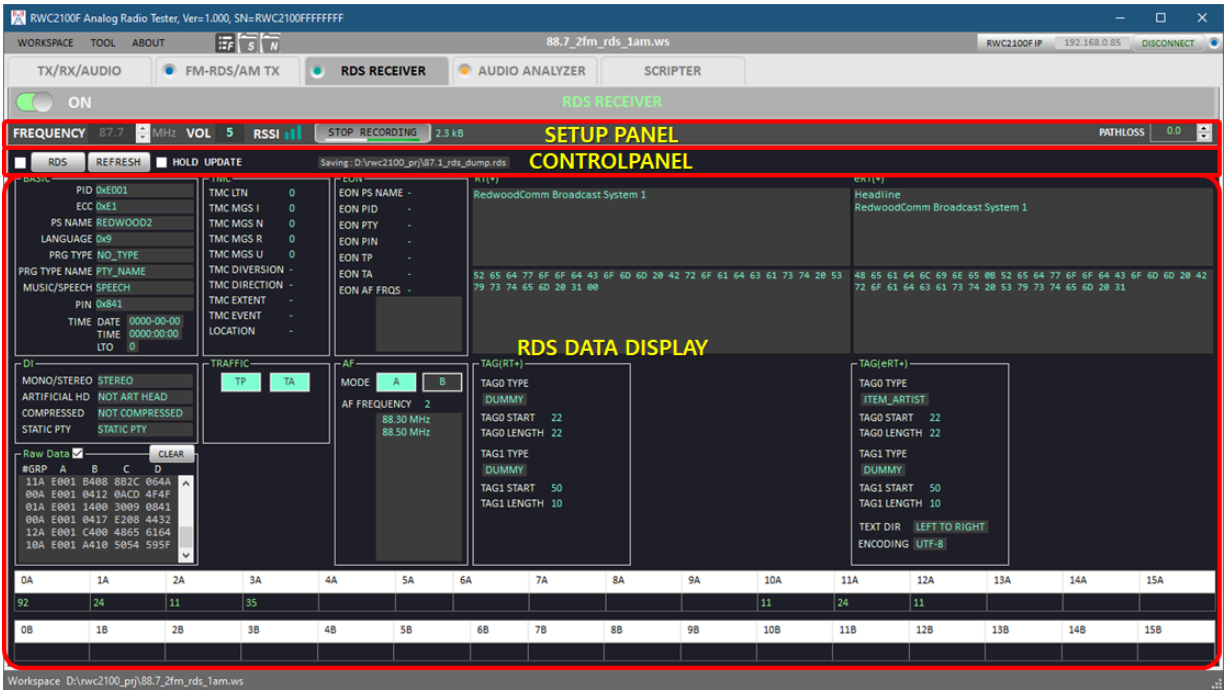 RWC2100F Analog Radio Tester, Ver=1.000, SN=RWC2100FFFFFFFF
WORKSPACE TOOL ABOUT F S N 88.7_2fm_rds_1am.ws RWC2100F IP 192.168.0.85 DISCONNECT
TX/RX/AUDIO FM-RDS/AM TX RDS RECEIVER AUDIO ANALYZER SCRIPTER
ON RDS RECEIVER
FREQUENCY 87.7 MHz VOL 5 RSSI STOP RECORDING 2.3 kB SETUP PANEL PATHLOSS 0.0
RDS REFRESH HOLD UPDATE Saving : D:\rwc2100_prj\87.1_rds_dump.rds CONTROLPANEL
BASIC
PID 0xE001
ECC 0xE1
PS NAME REDWOOD2
LANGUAGE 0x9
PRG TYPE NO_TYPE
PRG TYPE NAME PTY_NAME
MUSIC/SPEECH SPEECH
PIN 0x841
TIME DATE 0000-00-00
TIME 0000:00:00
LTO 0
TMC
TMC LTN 0
TMC MGS I 0
TMC MGS N 0
TMC MGS R 0
TMC MGS U 0
TMC DIVERSION -
TMC DIRECTION -
TMC EXTENT -
TMC EVENT -
LOCATION -
EON
EON PS NAME -
EON PID -
EON PTY -
EON PIN -
EON TP -
EON TA -
EON AF FRQS -
RT(+)
RedwoodComm Broadcast System 1
52 65 64 77 6F 6F 64 43 6F 6D 6D 20 42 72 6F 61 64 63 61 73 74 20 53
79 73 74 65 6D 20 31 00
eRT(+)
Headline
RedwoodComm Broadcast System 1
48 65 61 64 6C 69 6E 65 0B 52 65 64 77 6F 6F 64 43 6F 6D 6D 20 42
72 6F 61 64 63 61 73 74 20 53 79 73 74 65 6D 20 31
RDS DATA DISPLAY
DI
MONO/STEREO STEREO
ARTIFICIAL HD NOT ART HEAD
COMPRESSED NOT COMPRESSED
STATIC PTY STATIC PTY
TRAFFIC
TP TA
AF
MODE A B
AF FREQUENCY 2
88.30 MHz
88.50 MHz
TAG(RT+)
TAG0 TYPE
DUMMY
TAG0 START 22
TAG0 LENGTH 22
TAG1 TYPE
DUMMY
TAG1 START 50
TAG1 LENGTH 10
TAG(eRT+)
TAG0 TYPE
ITEM_ARTIST
TAG0 START 22
TAG0 LENGTH 22
TAG1 TYPE
DUMMY
TAG1 START 50
TAG1 LENGTH 10
TEXT DIR LEFT TO RIGHT
ENCODING UTF-8
Raw Data CLEAR
#GRP A B C D
11A E001 B408 8B2C 064A
00A E001 0412 0ACD 4F4F
01A E001 1400 3009 0841
00A E001 0417 E208 4432
12A E001 C400 4865 6164
10A E001 A410 5054 595F
0A 1A 2A 3A 4A 5A 6A 7A 8A 9A 10A 11A 12A 13A 14A 15A
92 24 11 35 11 24 11
0B 1B 2B 3B 4B 5B 6B 7B 8B 9B 10B 11B 12B 13B 14B 15B
Workspace D:\rwc2100_prj\88.7_2fm_rds_1am.ws